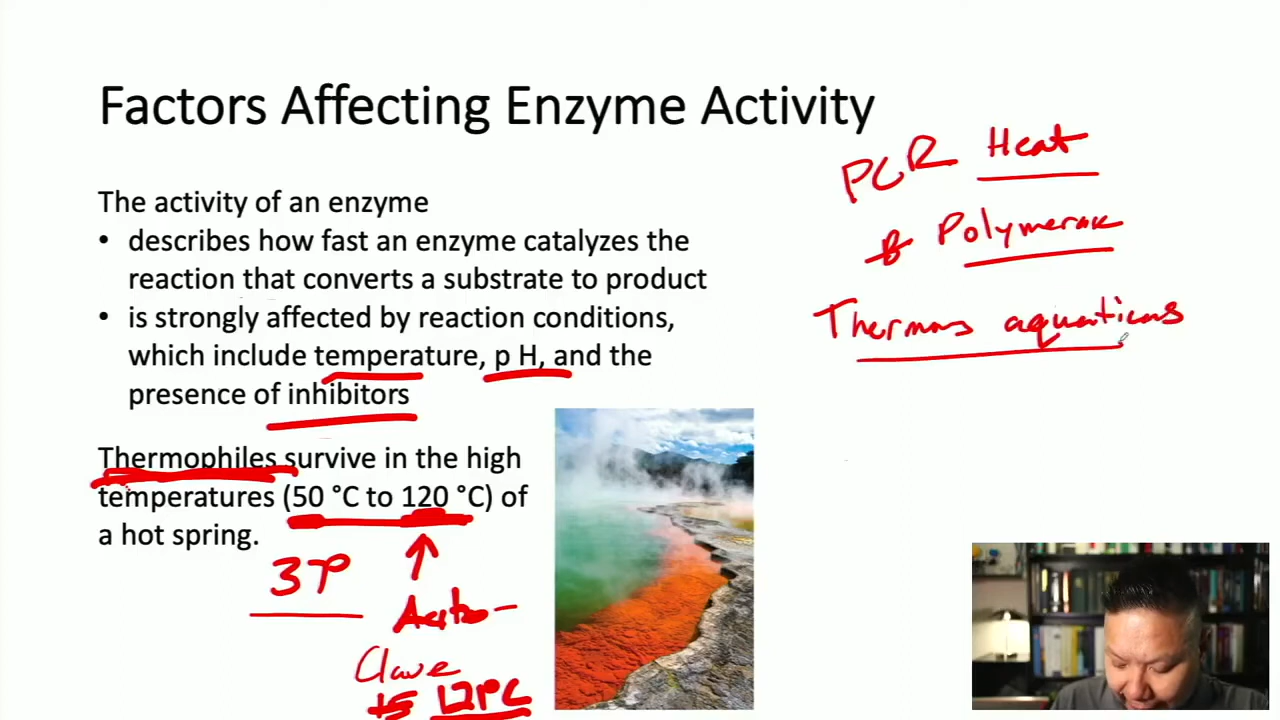 Factors Affecting Enzyme Activity
The activity of an enzyme
• describes how fast an enzyme catalyzes the
reaction that converts a substrate to product
• is strongly affected by reaction conditions,
which include temperature, p H, and the
presence of inhibitors
Thermophiles survive in the high
temperatures (50 °C to 120 °C) of
a hot spring.
Auto-
Clave
PCR Heat
Polymerase
Thermus aquaticus